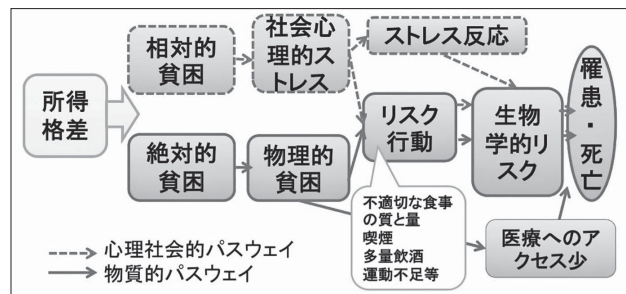 所得
格差
相対的
貧困
社会心
理的ス
トレス
ストレス反応
絶対的
貧困
物理的
貧困
リスク
行動
生物
学的リ
スク
罹患・死亡
不適切な食事
の質と量
喫煙
多量飲酒
運動不足等
医療へのア
クセス少
心理社会的パスウェイ
物質的パスウェイ